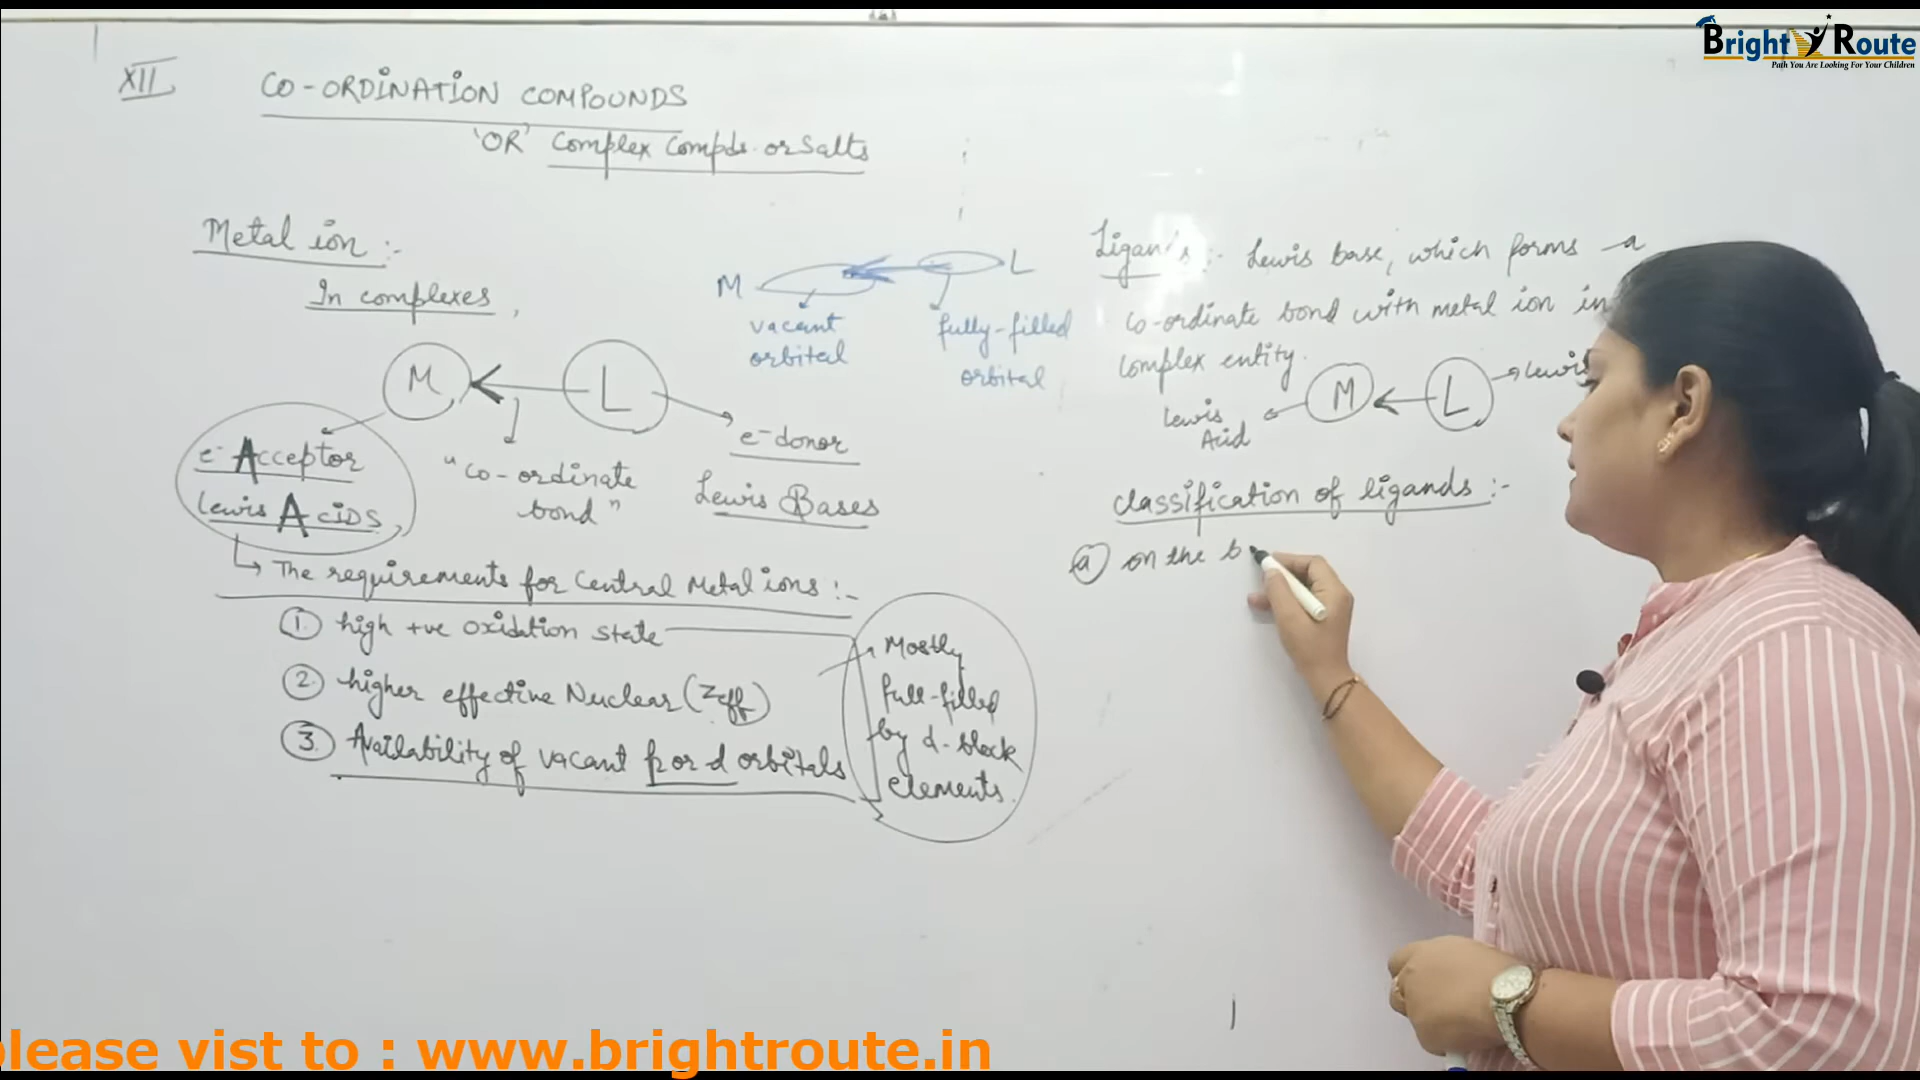 XII
CO-ORDINATION COMPOUNDS
'OR' Complex Compds. or Salts
Metal ion :-
In complexes,
M
L
e- Acceptor
Lewis AciDS,
"Co-ordinate
bond"
e- donor
Lewis Bases
M
L
vacant
orbital
fully-filled
orbital
The requirements for Central Metal ions :-
1. high +ve oxidation state
2. higher effective Nuclear (Zeff)
3. Availability of vacant p or d orbitals
Mostly
full-filled
by d-block
elements.
Ligands :- Lewis base, which forms a
Co-ordinate bond with metal ion in
complex entity.
M
L
Lewis
Lewis
Acid
Classification of ligands :-
(a) on the b
Bright Route
Path You Are Looking For Your Children
lease vist to : www.brightroute.in